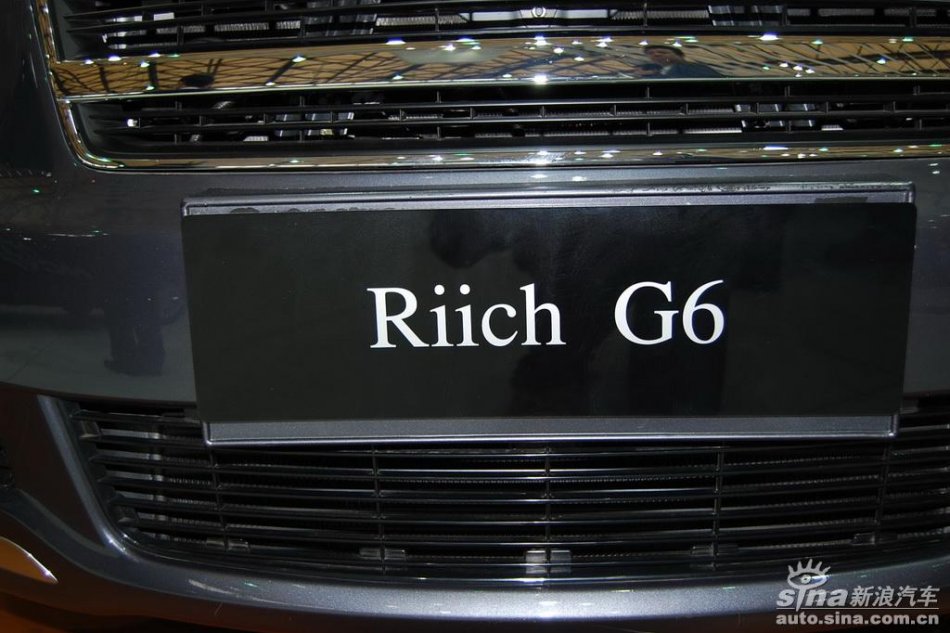 Riich G6
sina新浪汽车
auto.sina.com.cn